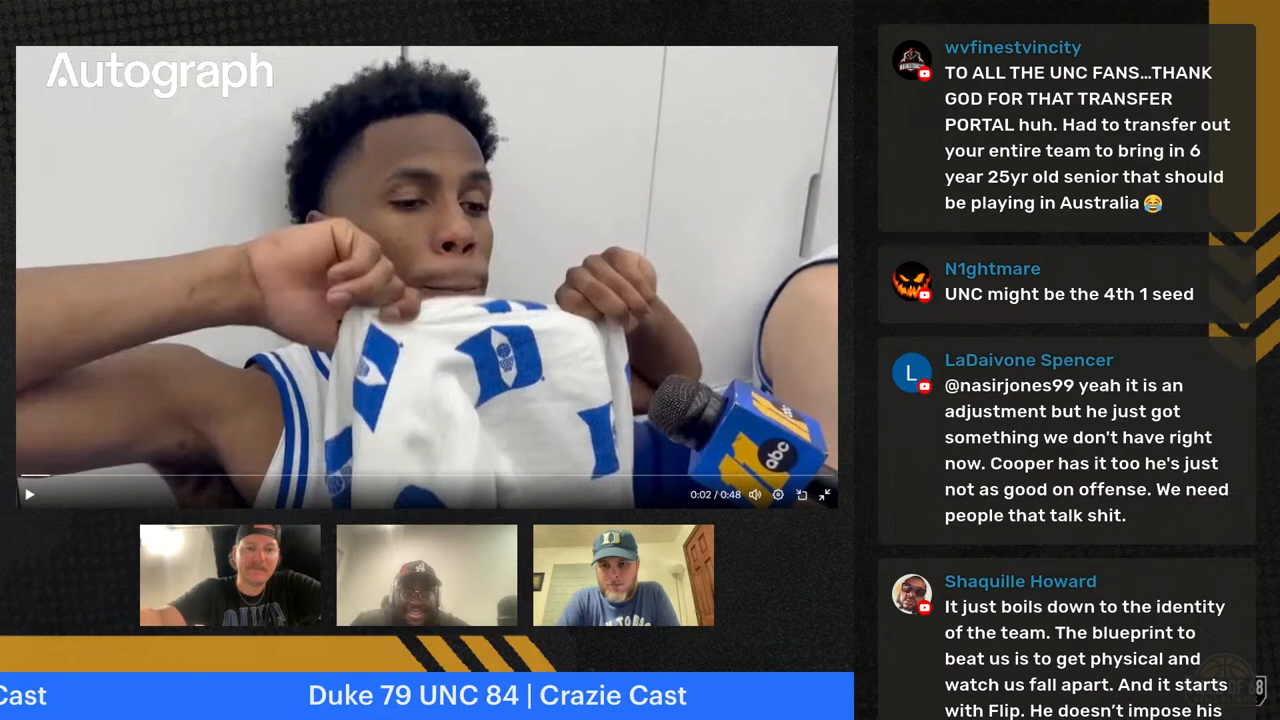 Autograph
abc
0:02 / 0:48
Cast
Duke 79 UNC 84 | Crazie Cast
wvfinestvincity
TO ALL THE UNC FANS...THANK
GOD FOR THAT TRANSFER
PORTAL huh. Had to transfer out
your entire team to bring in 6
year 25yr old senior that should
be playing in Australia 😂
N1ghtmare
UNC might be the 4th 1 seed
L
LaDaivone Spencer
@nasirjones99 yeah it is an
adjustment but he just got
something we don't have right
now. Cooper has it too he's just
not as good on offense. We need
people that talk shit.
Shaquille Howard
It just boils down to the identity
of the team. The blueprint to
beat us is to get physical and
watch us fall apart. And it starts
with Flip. He doesn't impose his